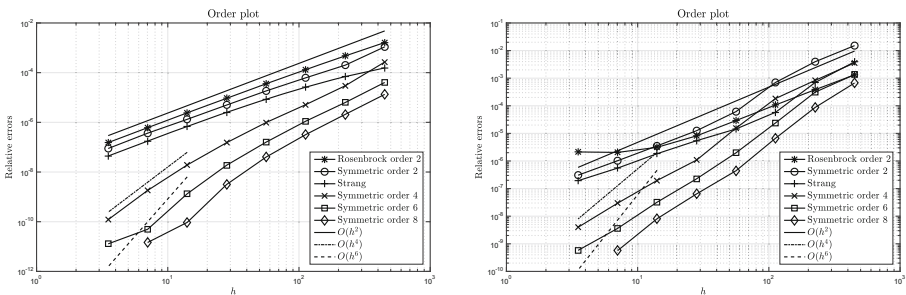 Order plot
Relative errors
10^-2
10^-4
10^-6
10^-8
10^-10
10^-12
Rosenbrock order 2
Symmetric order 2
Strang
Symmetric order 4
Symmetric order 6
Symmetric order 8
O(h^2)
O(h^4)
O(h^6)
10^0
10^1
10^2
10^3
h
Order plot
Relative errors
10^-1
10^-2
10^-3
10^-4
10^-5
10^-6
10^-7
10^-8
10^-9
10^-10
Rosenbrock order 2
Symmetric order 2
Strang
Symmetric order 4
Symmetric order 6
Symmetric order 8
O(h^2)
O(h^4)
O(h^6)
10^0
10^1
10^2
10^3
h